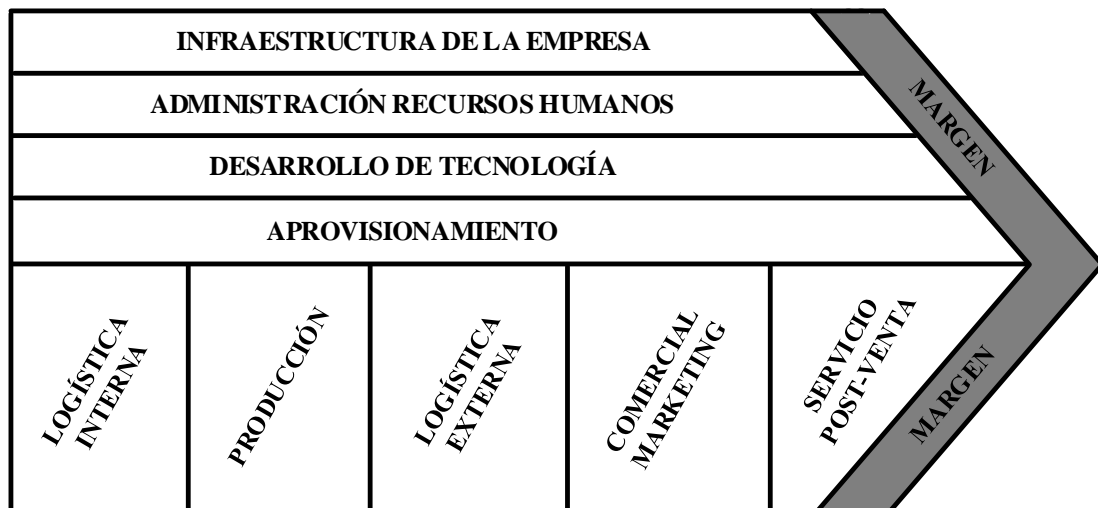 INFRAESTRUCTURA DE LA EMPRESA
ADMINISTRACIÓN RECURSOS HUMANOS
DESARROLLO DE TECNOLOGÍA
APROVISIONAMIENTO
MARGEN
LOGÍSTICA
INTERNA
PRODUCCIÓN
LOGÍSTICA
EXTERNA
COMERCIAL
MARKETING
SERVICIO
POST-VENTA
MARGEN